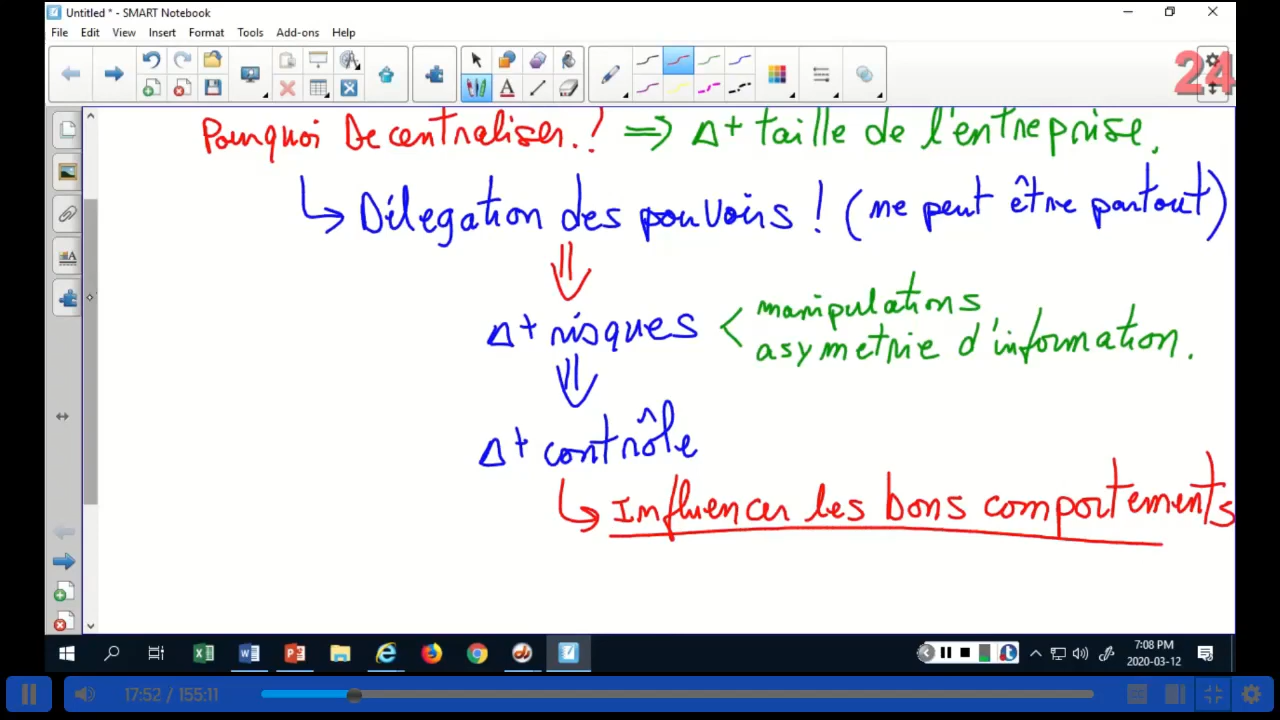 Untitled * - SMART Notebook
File Edit View Insert Format Tools Add-ons Help
24
Pourquoi Decentraliser.? => Δ+ taille de l'entreprise.
↳ Délegation des pouvoirs! (ne peut être partout)
⇓
Δ+ risques < manipulations
asymetrie d'information.
⇓
Δ+ contrôle
↳ Influencer les bons comportements
7:08 PM
2020-03-12
17:52 / 155:11